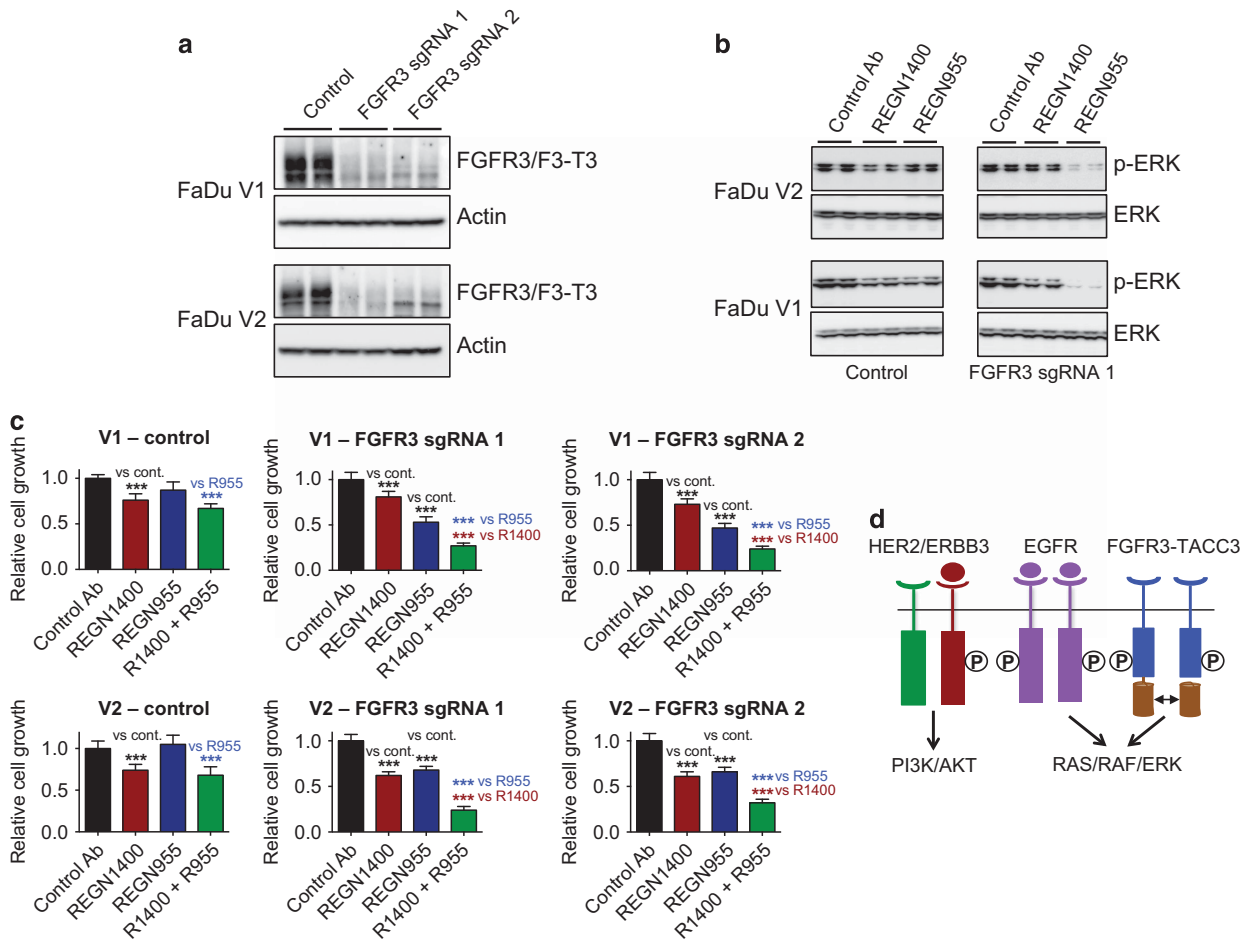 a
Control
FGFR3 sgRNA 1
FGFR3 sgRNA 2
FaDu V1
FGFR3/F3-T3
Actin
FaDu V2
FGFR3/F3-T3
Actin
b
Control Ab
REGN1400
REGN955
Control Ab
REGN1400
REGN955
FaDu V2
p-ERK
ERK
FaDu V1
p-ERK
ERK
Control
FGFR3 sgRNA 1
c
V1 – control
Relative cell growth
1.0
0.5
0.0
vs cont.
***
vs R955
***
Control Ab
REGN1400
REGN955
R1400 + R955
V1 – FGFR3 sgRNA 1
Relative cell growth
1.0
0.5
0.0
vs cont.
***
vs cont.
***
*** vs R955
*** vs R1400
Control Ab
REGN1400
REGN955
R1400 + R955
V1 – FGFR3 sgRNA 2
Relative cell growth
1.0
0.5
0.0
vs cont.
***
vs cont.
***
*** vs R955
*** vs R1400
Control Ab
REGN1400
REGN955
R1400 + R955
V2 – control
Relative cell growth
1.0
0.5
0.0
vs cont.
***
vs R955
***
Control Ab
REGN1400
REGN955
R1400 + R955
V2 – FGFR3 sgRNA 1
Relative cell growth
1.0
0.5
0.0
vs cont.
***
vs cont.
***
*** vs R955
*** vs R1400
Control Ab
REGN1400
REGN955
R1400 + R955
V2 – FGFR3 sgRNA 2
Relative cell growth
1.0
0.5
0.0
vs cont.
***
vs cont.
***
*** vs R955
*** vs R1400
Control Ab
REGN1400
REGN955
R1400 + R955
d
HER2/ERBB3
EGFR
FGFR3-TACC3
P
P
P
P
P
PI3K/AKT
RAS/RAF/ERK